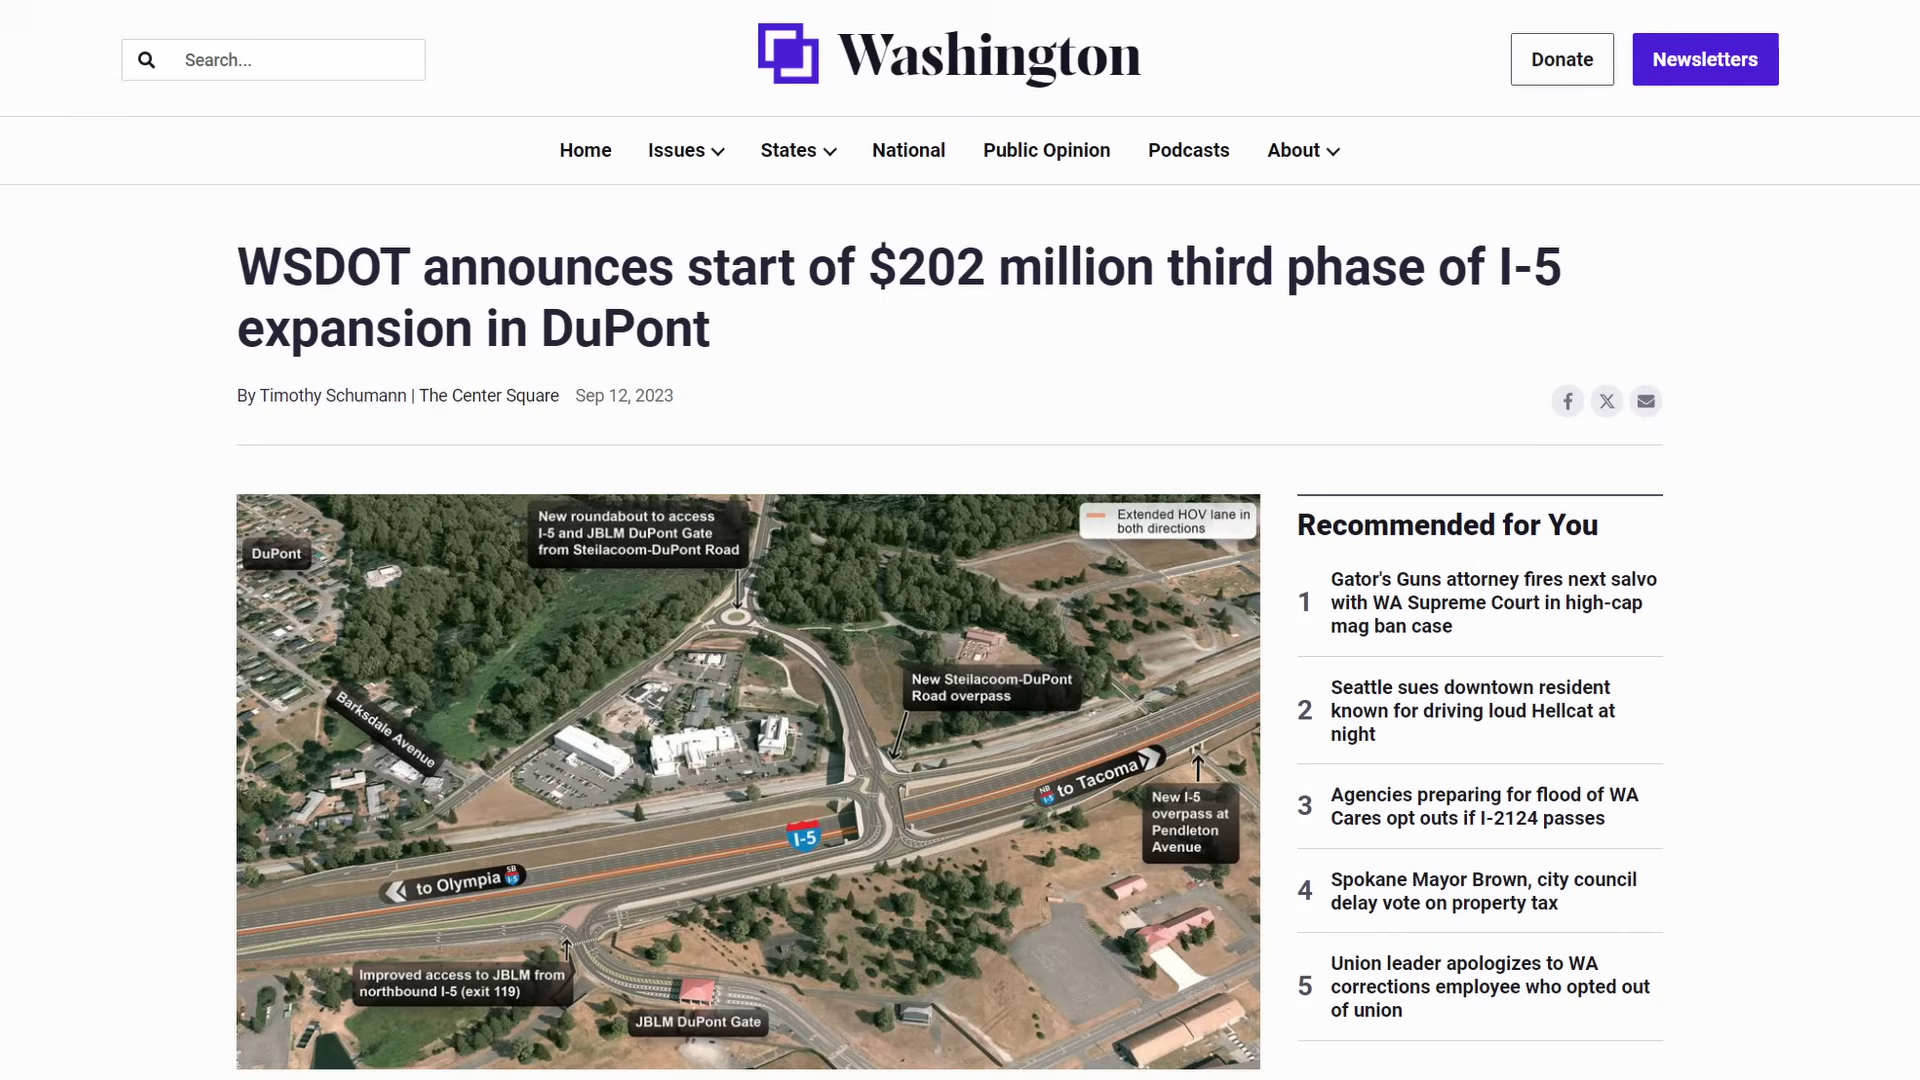 Search...
Washington
Donate
Newsletters
Home
Issues
States
National
Public Opinion
Podcasts
About
WSDOT announces start of $202 million third phase of I-5
expansion in DuPont
By Timothy Schumann | The Center Square Sep 12, 2023
New roundabout to access
I-5 and JBLM DuPont Gate
from Steilacoom-DuPont Road
Extended HOV lane in
both directions
DuPont
New Steilacoom-DuPont
Road overpass
Barksdale Avenue
NB I-5 to Tacoma
New I-5
overpass at
Pendleton
Avenue
I-5
to Olympia SB I-5
Improved access to JBLM from
northbound I-5 (exit 119)
JBLM DuPont Gate
Recommended for You
1
Gator's Guns attorney fires next salvo
with WA Supreme Court in high-cap
mag ban case
2
Seattle sues downtown resident
known for driving loud Hellcat at
night
3
Agencies preparing for flood of WA
Cares opt outs if I-2124 passes
4
Spokane Mayor Brown, city council
delay vote on property tax
5
Union leader apologizes to WA
corrections employee who opted out
of union